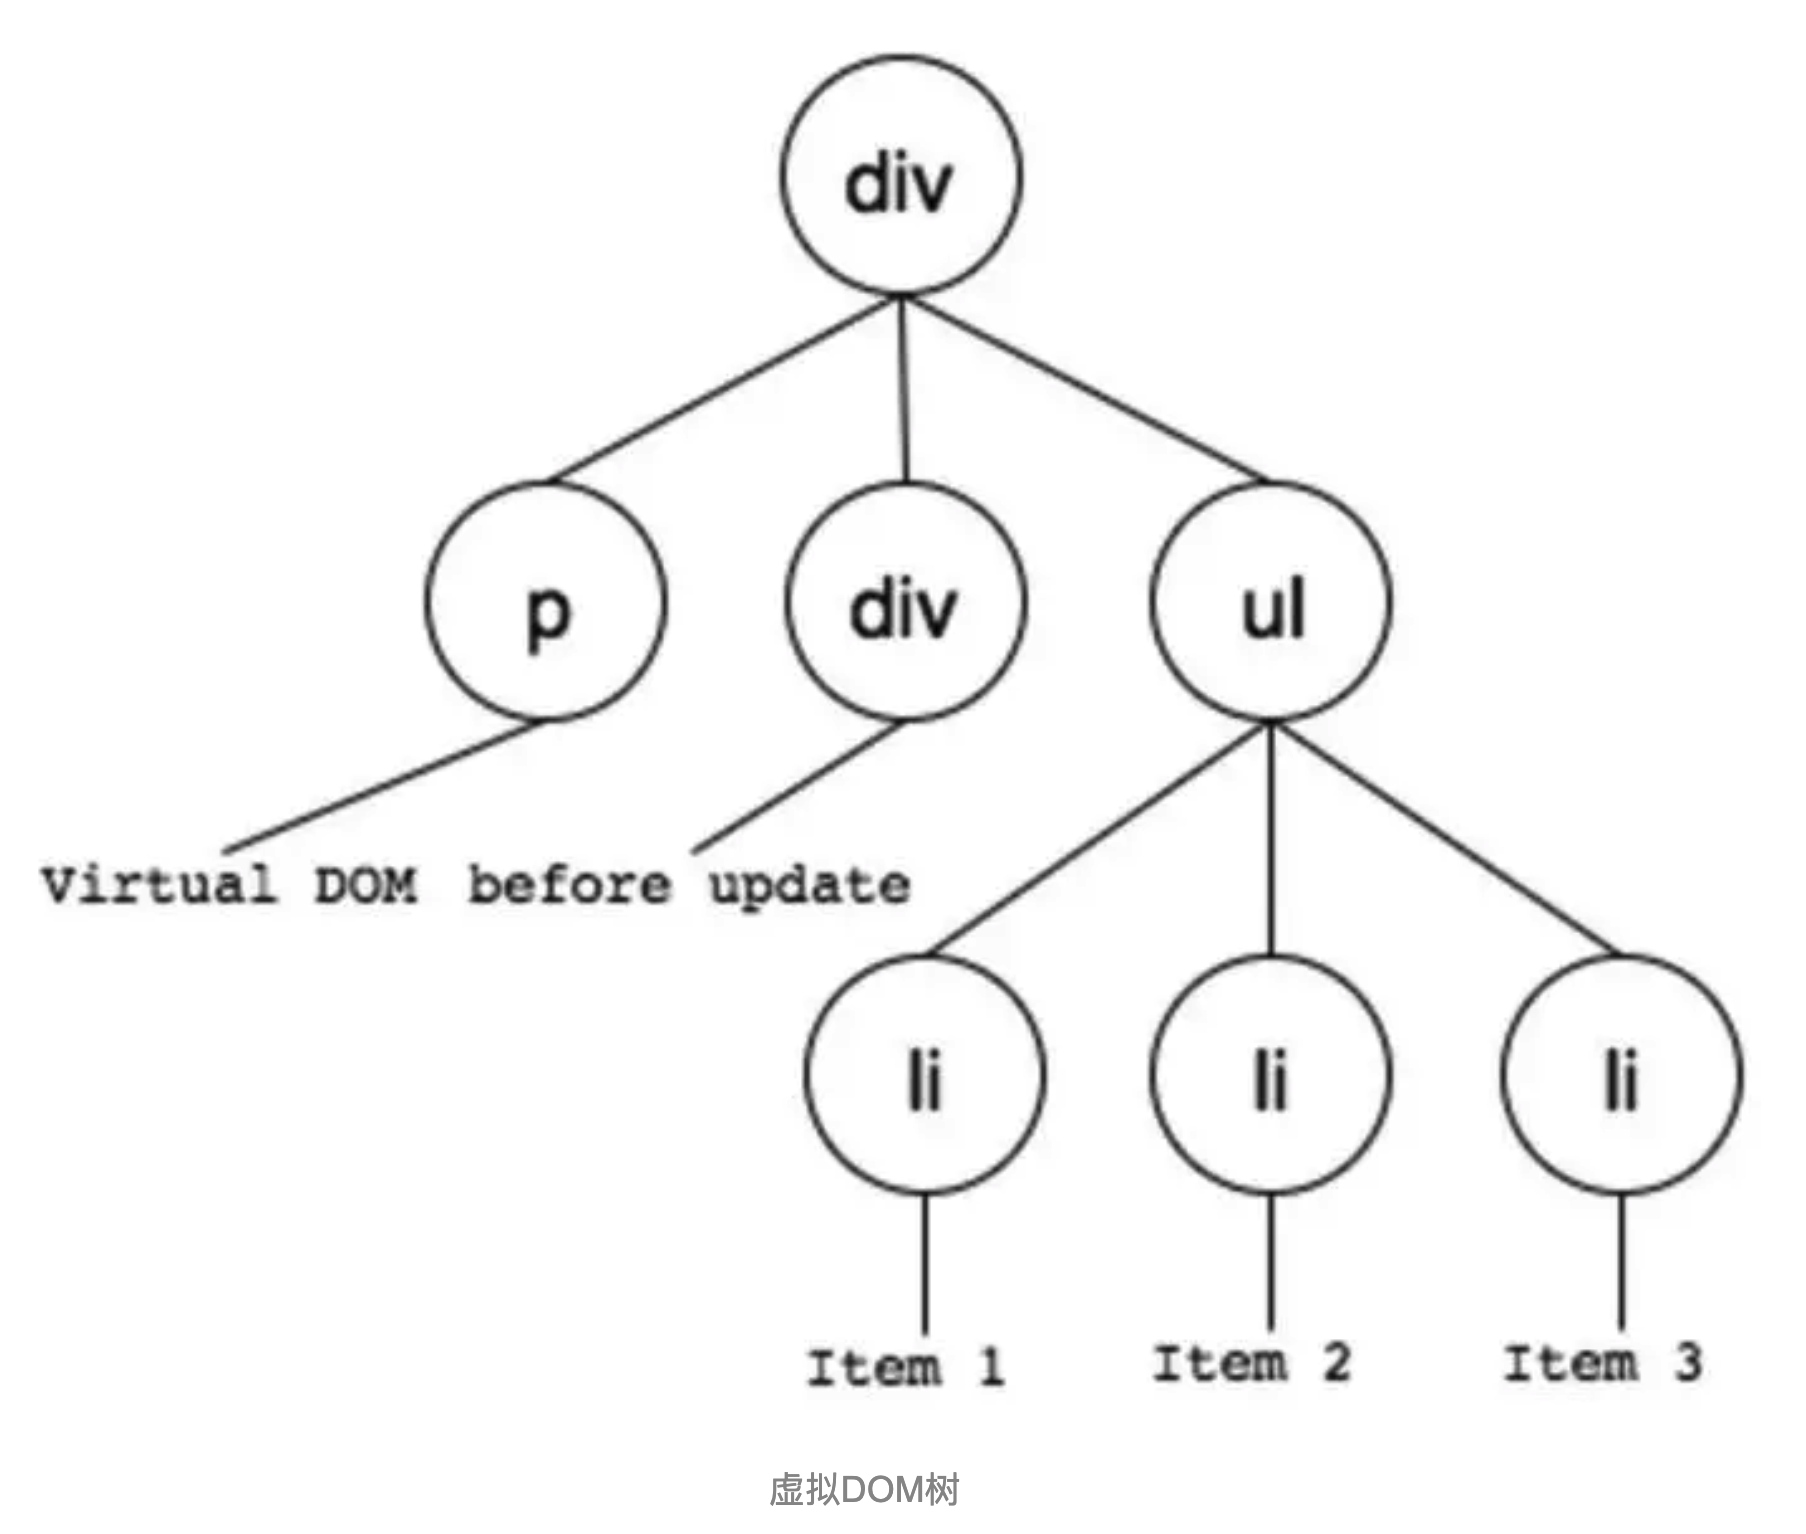 div
p
div
ul
Virtual DOM
before update
li
li
li
Item 1
Item 2
Item 3
虚拟DOM树